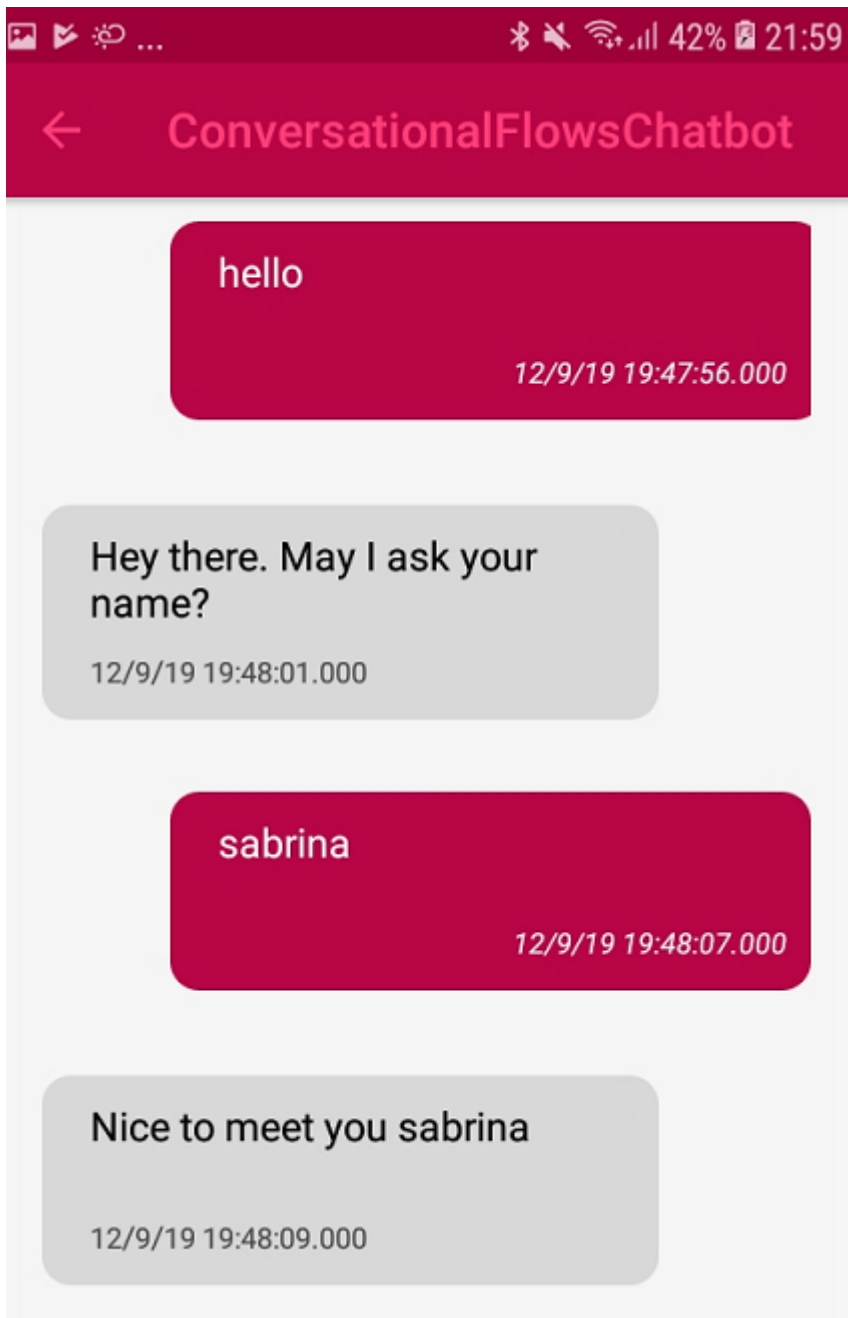 ... 42% 21:59
ConversationalFlowsChatbot
hello
12/9/19 19:47:56.000
Hey there. May I ask your
name?
12/9/19 19:48:01.000
sabrina
12/9/19 19:48:07.000
Nice to meet you sabrina
12/9/19 19:48:09.000